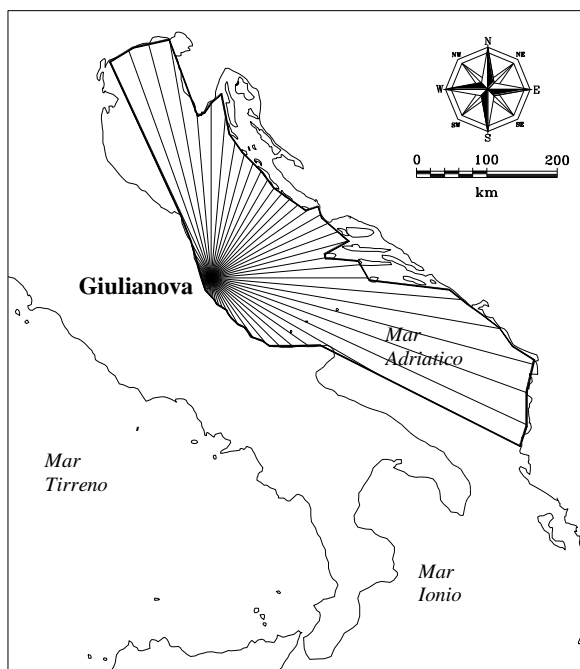 N
NW NE
W E
SW SE
S
0 100 200
km
Giulianova
Mar
Adriatico
Mar
Tirreno
Mar
Ionio